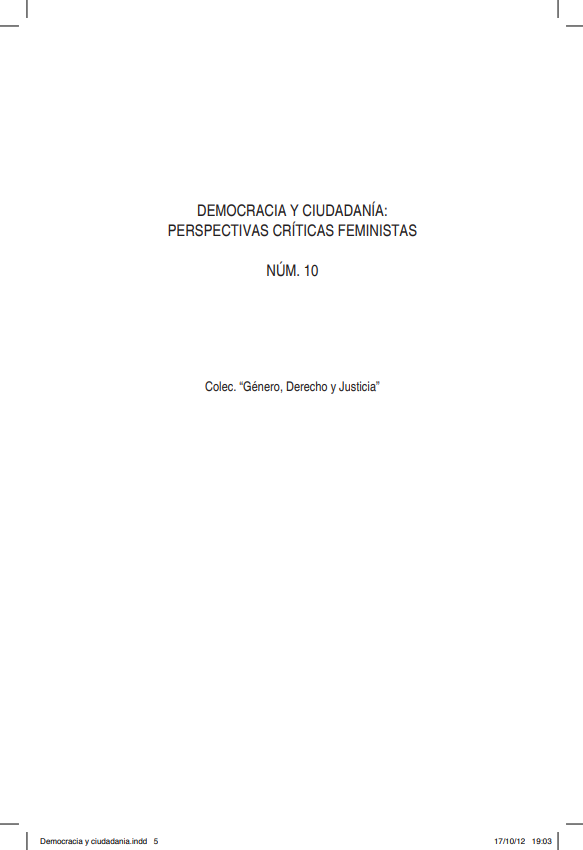 DEMOCRACIA Y CIUDADANÍA:
PERSPECTIVAS CRÍTICAS FEMINISTAS
NÚM. 10
Colec. “Género, Derecho y Justicia”
Democracia y ciudadania.indd 5 17/10/12 19:03